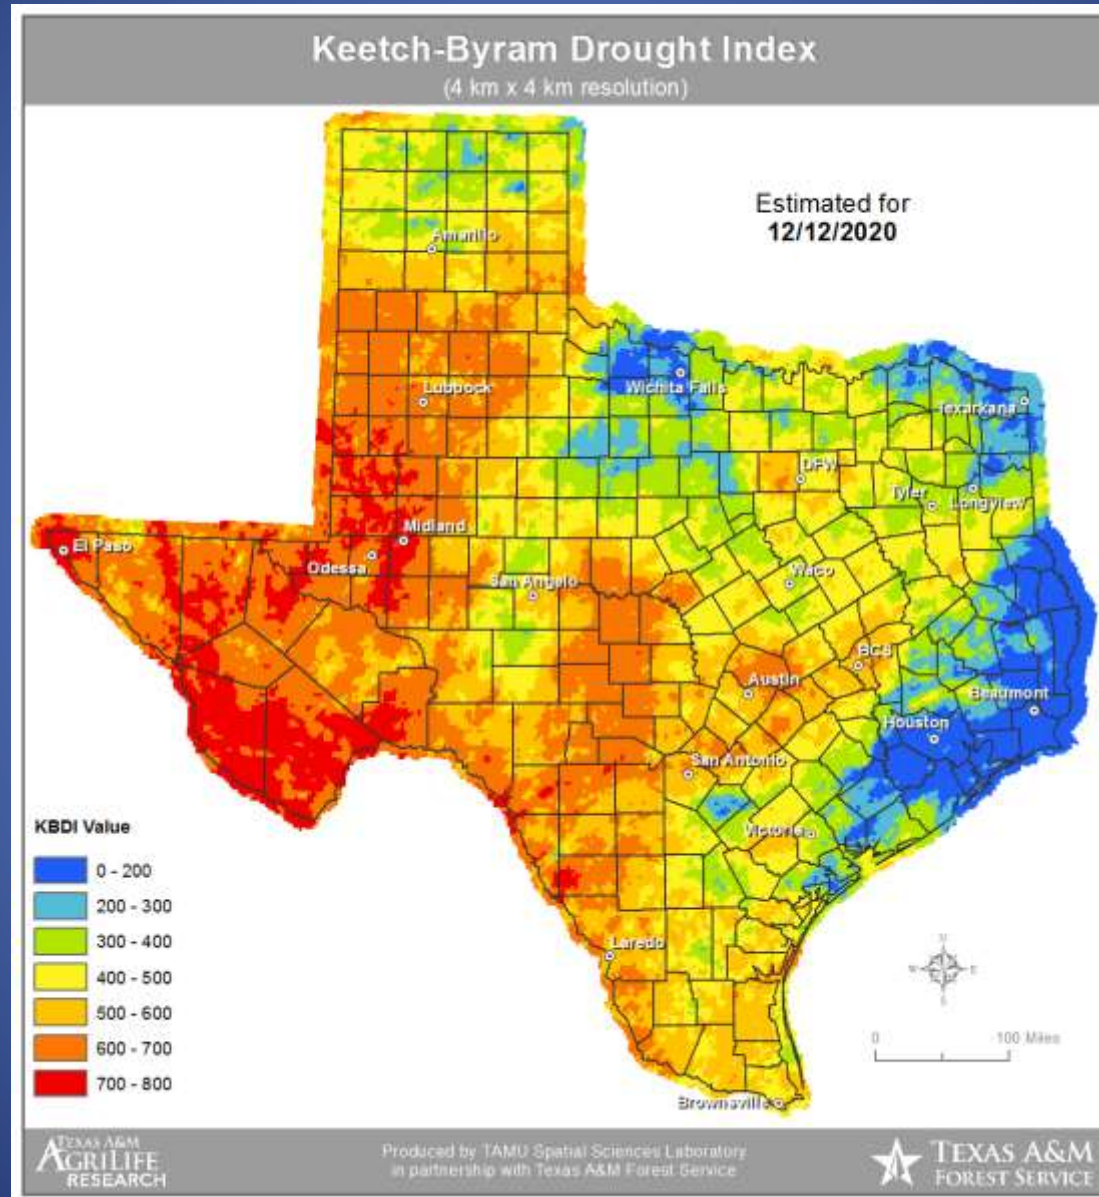 Keetch-Byram Drought Index
(4 km x 4 km resolution)
Estimated for
12/12/2020
Amarillo
Wichita Falls
Lubbock
Texarkana
DFW
Tyler
Longview
Midland
El Paso
Odessa
San Angelo
Waco
BCS
Austin
Beaumont
Houston
San Antonio
Victoria
Laredo
Brownsville
KBDI Value
0 - 200
200 - 300
300 - 400
400 - 500
500 - 600
600 - 700
700 - 800
N
W
E
S
0
100 Miles
TEXAS A&M
AGRILIFE
RESEARCH
Produced by TAMU Spatial Sciences Laboratory
in partnership with Texas A&M Forest Service
TEXAS A&M
FOREST SERVICE